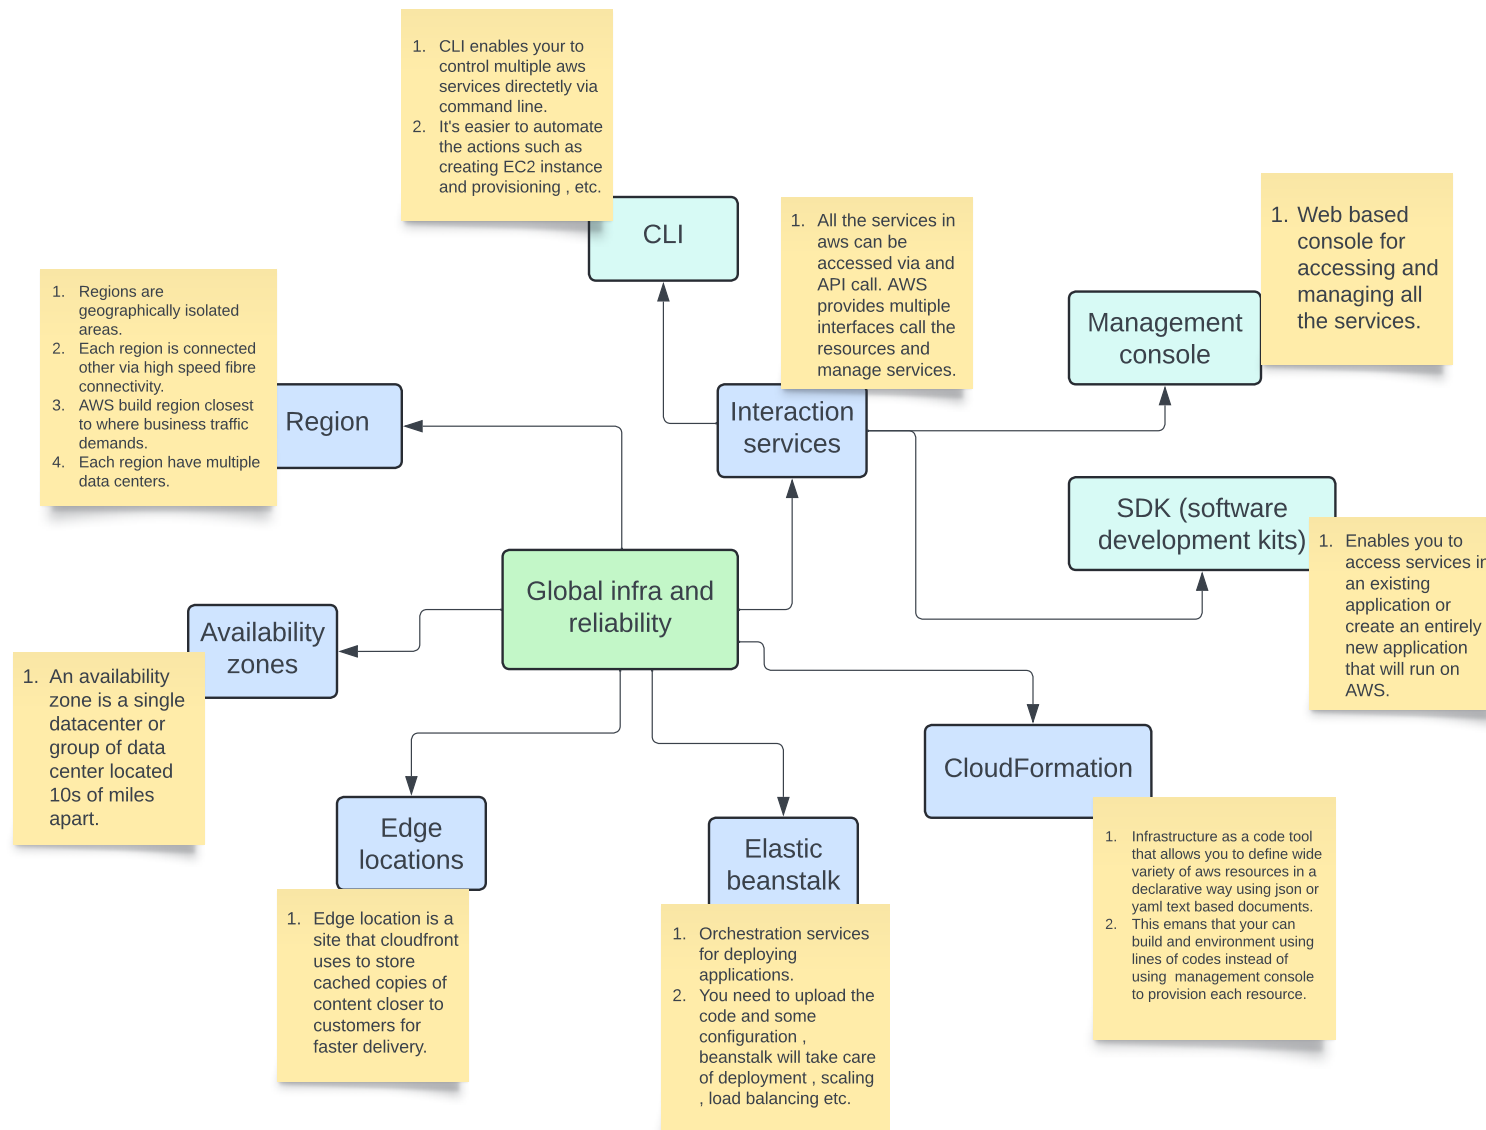 1. CLI enables your to
control multiple aws
services directetly via
command line.
2. It's easier to automate
the actions such as
creating EC2 instance
and provisioning , etc.
CLI
1. All the services in
aws can be
accessed via and
API call. AWS
provides multiple
interfaces call the
resources and
manage services.
1. Web based
console for
accessing and
managing all
the services.
Management
console
1. Regions are
geographically isolated
areas.
2. Each region is connected
other via high speed fibre
connectivity.
3. AWS build region closest
to where business traffic
demands.
4. Each region have multiple
data centers.
Region
Interaction
services
SDK (software
development kits)
1. Enables you to
access services in
an existing
application or
create an entirely
new application
that will run on
AWS.
Global infra and
reliability
Availability
zones
1. An availability
zone is a single
datacenter or
group of data
center located
10s of miles
apart.
CloudFormation
1. Infrastructure as a code tool
that allows you to define wide
variety of aws resources in a
declarative way using json or
yaml text based documents.
2. This emans that your can
build and environment using
lines of codes instead of
using  management console
to provision each resource.
Edge
locations
1. Edge location is a
site that cloudfront
uses to store
cached copies of
content closer to
customers for
faster delivery.
Elastic
beanstalk
1. Orchestration services
for deploying
applications.
2. You need to upload the
code and some
configuration ,
beanstalk will take care
of deployment , scaling
, load balancing etc.